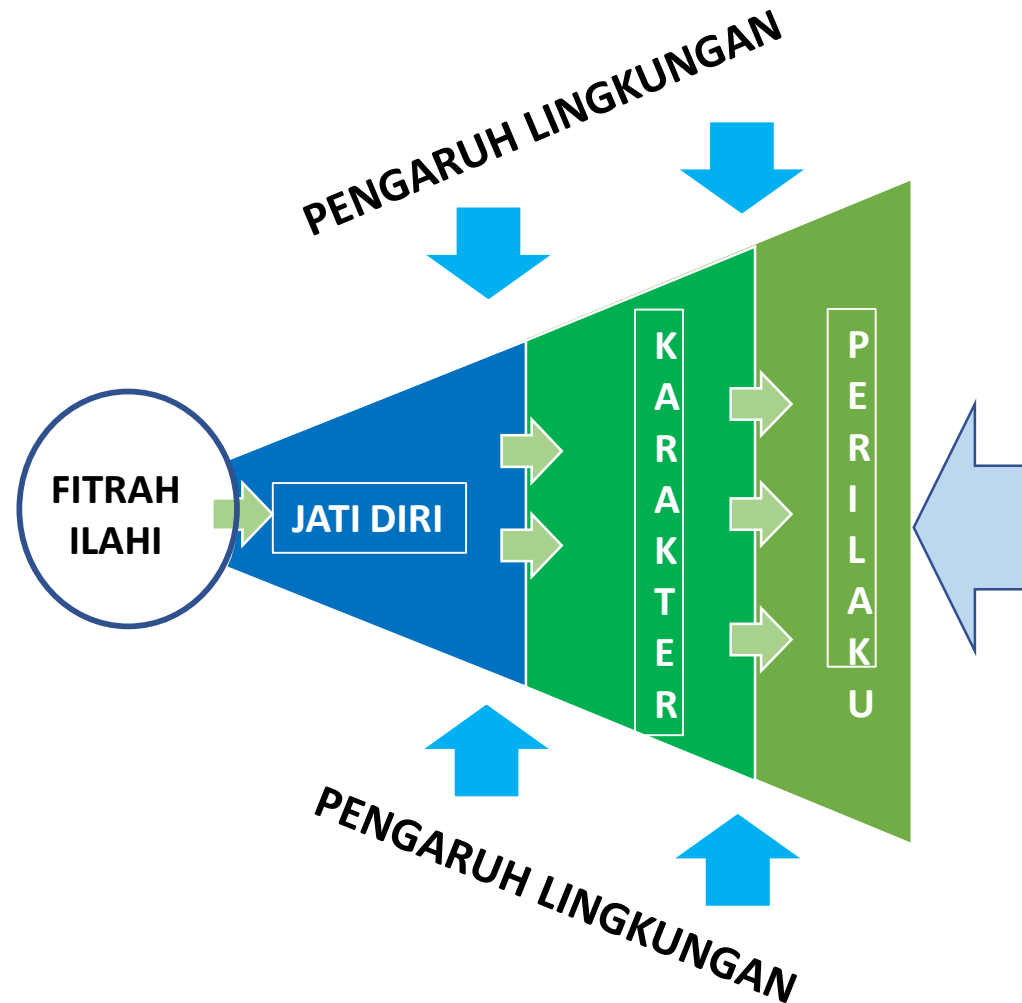 PENGARUH LINGKUNGAN
FITRAH
ILAHI
JATI DIRI
KARAKTER
PERILAKU
PENGARUH LINGKUNGAN